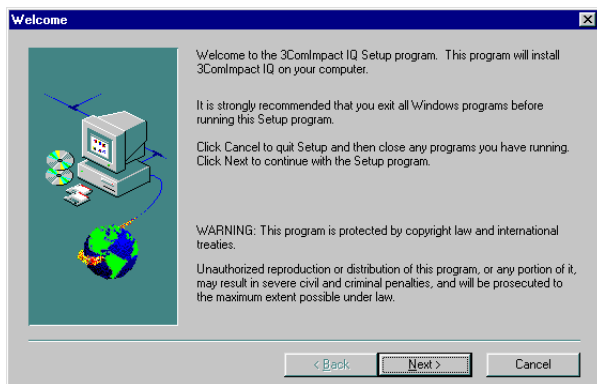 Welcome
Welcome to the 3ComImpact IQ Setup program. This program will install
3ComImpact IQ on your computer.
It is strongly recommended that you exit all Windows programs before
running this Setup program.
Click Cancel to quit Setup and then close any programs you have running.
Click Next to continue with the Setup program.
WARNING: This program is protected by copyright law and international
treaties.
Unauthorized reproduction or distribution of this program, or any portion of it,
may result in severe civil and criminal penalties, and will be prosecuted to
the maximum extent possible under law.
< Back Next > Cancel